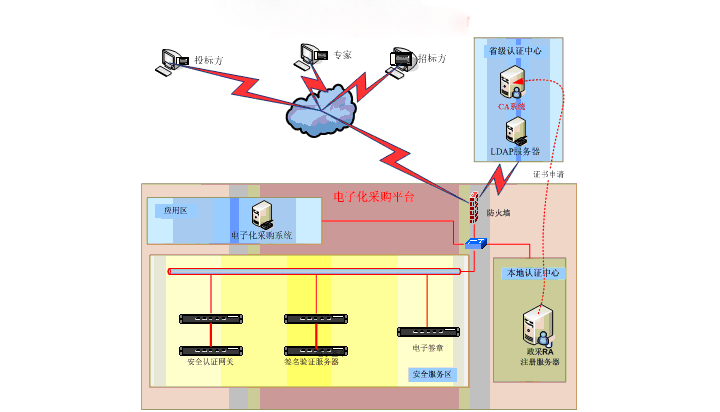 省级认证中心
投标方
专家
招标方
CA系统
LDAP服务器
证书申请
电子化采购平台
应用区
防火墙
电子化采购系统
本地认证中心
安全认证网关
签名验证服务器
电子签章
安全服务区
政采RA
注册服务器